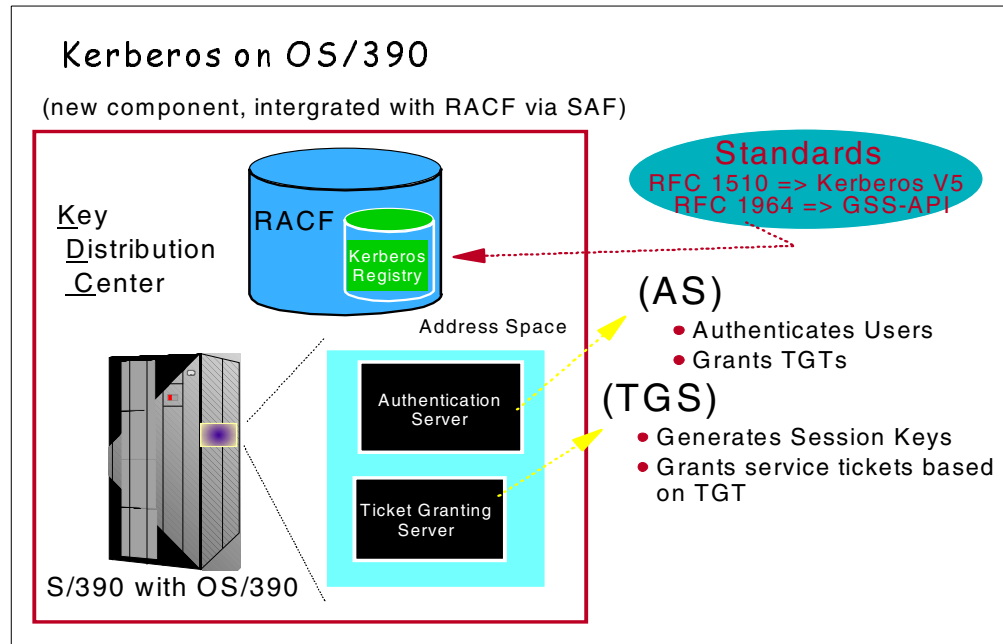 Kerberos on OS/390
(new component, intergrated with RACF via SAF)
Standards
RFC 1510 => Kerberos V5
RFC 1964 => GSS-API
RACF
Kerberos
Registry
Key
Distribution
Center
Address Space
Authentication
Server
Ticket Granting
Server
S/390 with OS/390
(AS)
• Authenticates Users
• Grants TGTs
(TGS)
• Generates Session Keys
• Grants service tickets based
on TGT